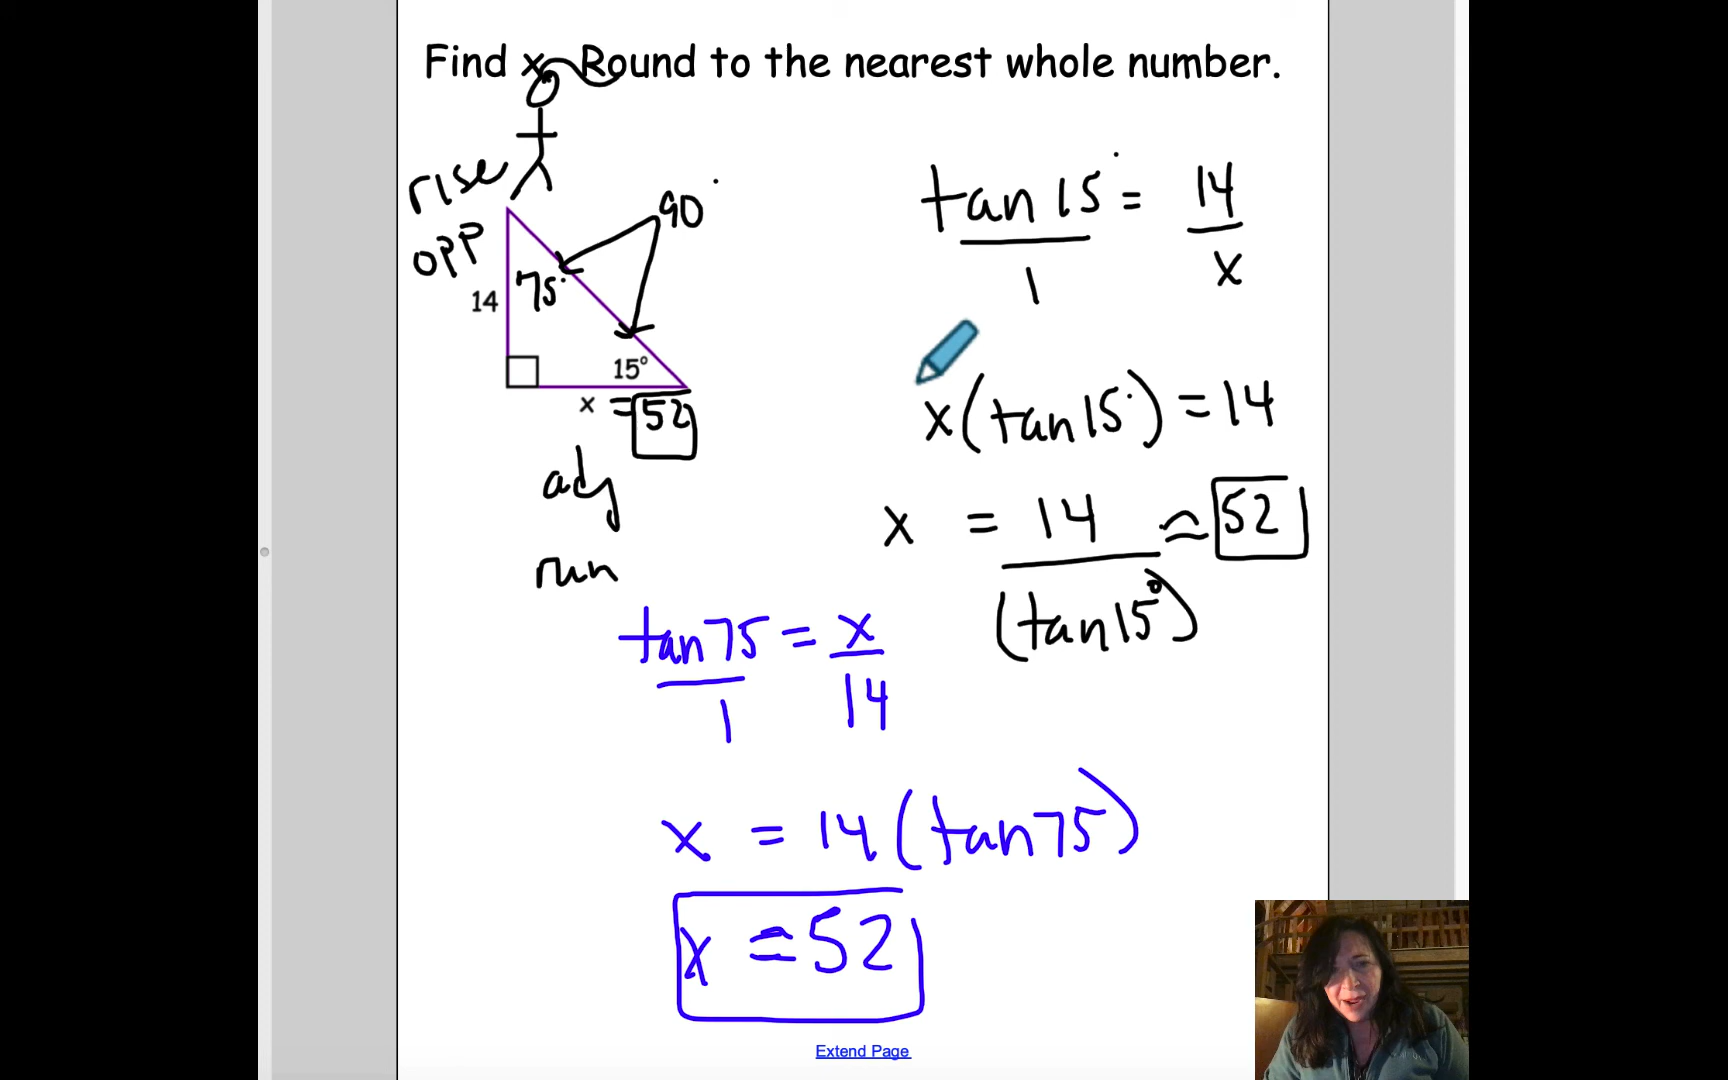 Find x. Round to the nearest whole number.
rise
opp
14
75°
90°
15°
x = 52
adj
run
tan 15° = 14
1 x
x (tan 15°) = 14
x = 14 ≈ 52
(tan 15°)
tan 75 = x
1 14
x = 14 (tan 75)
x ≈ 52
Extend Page